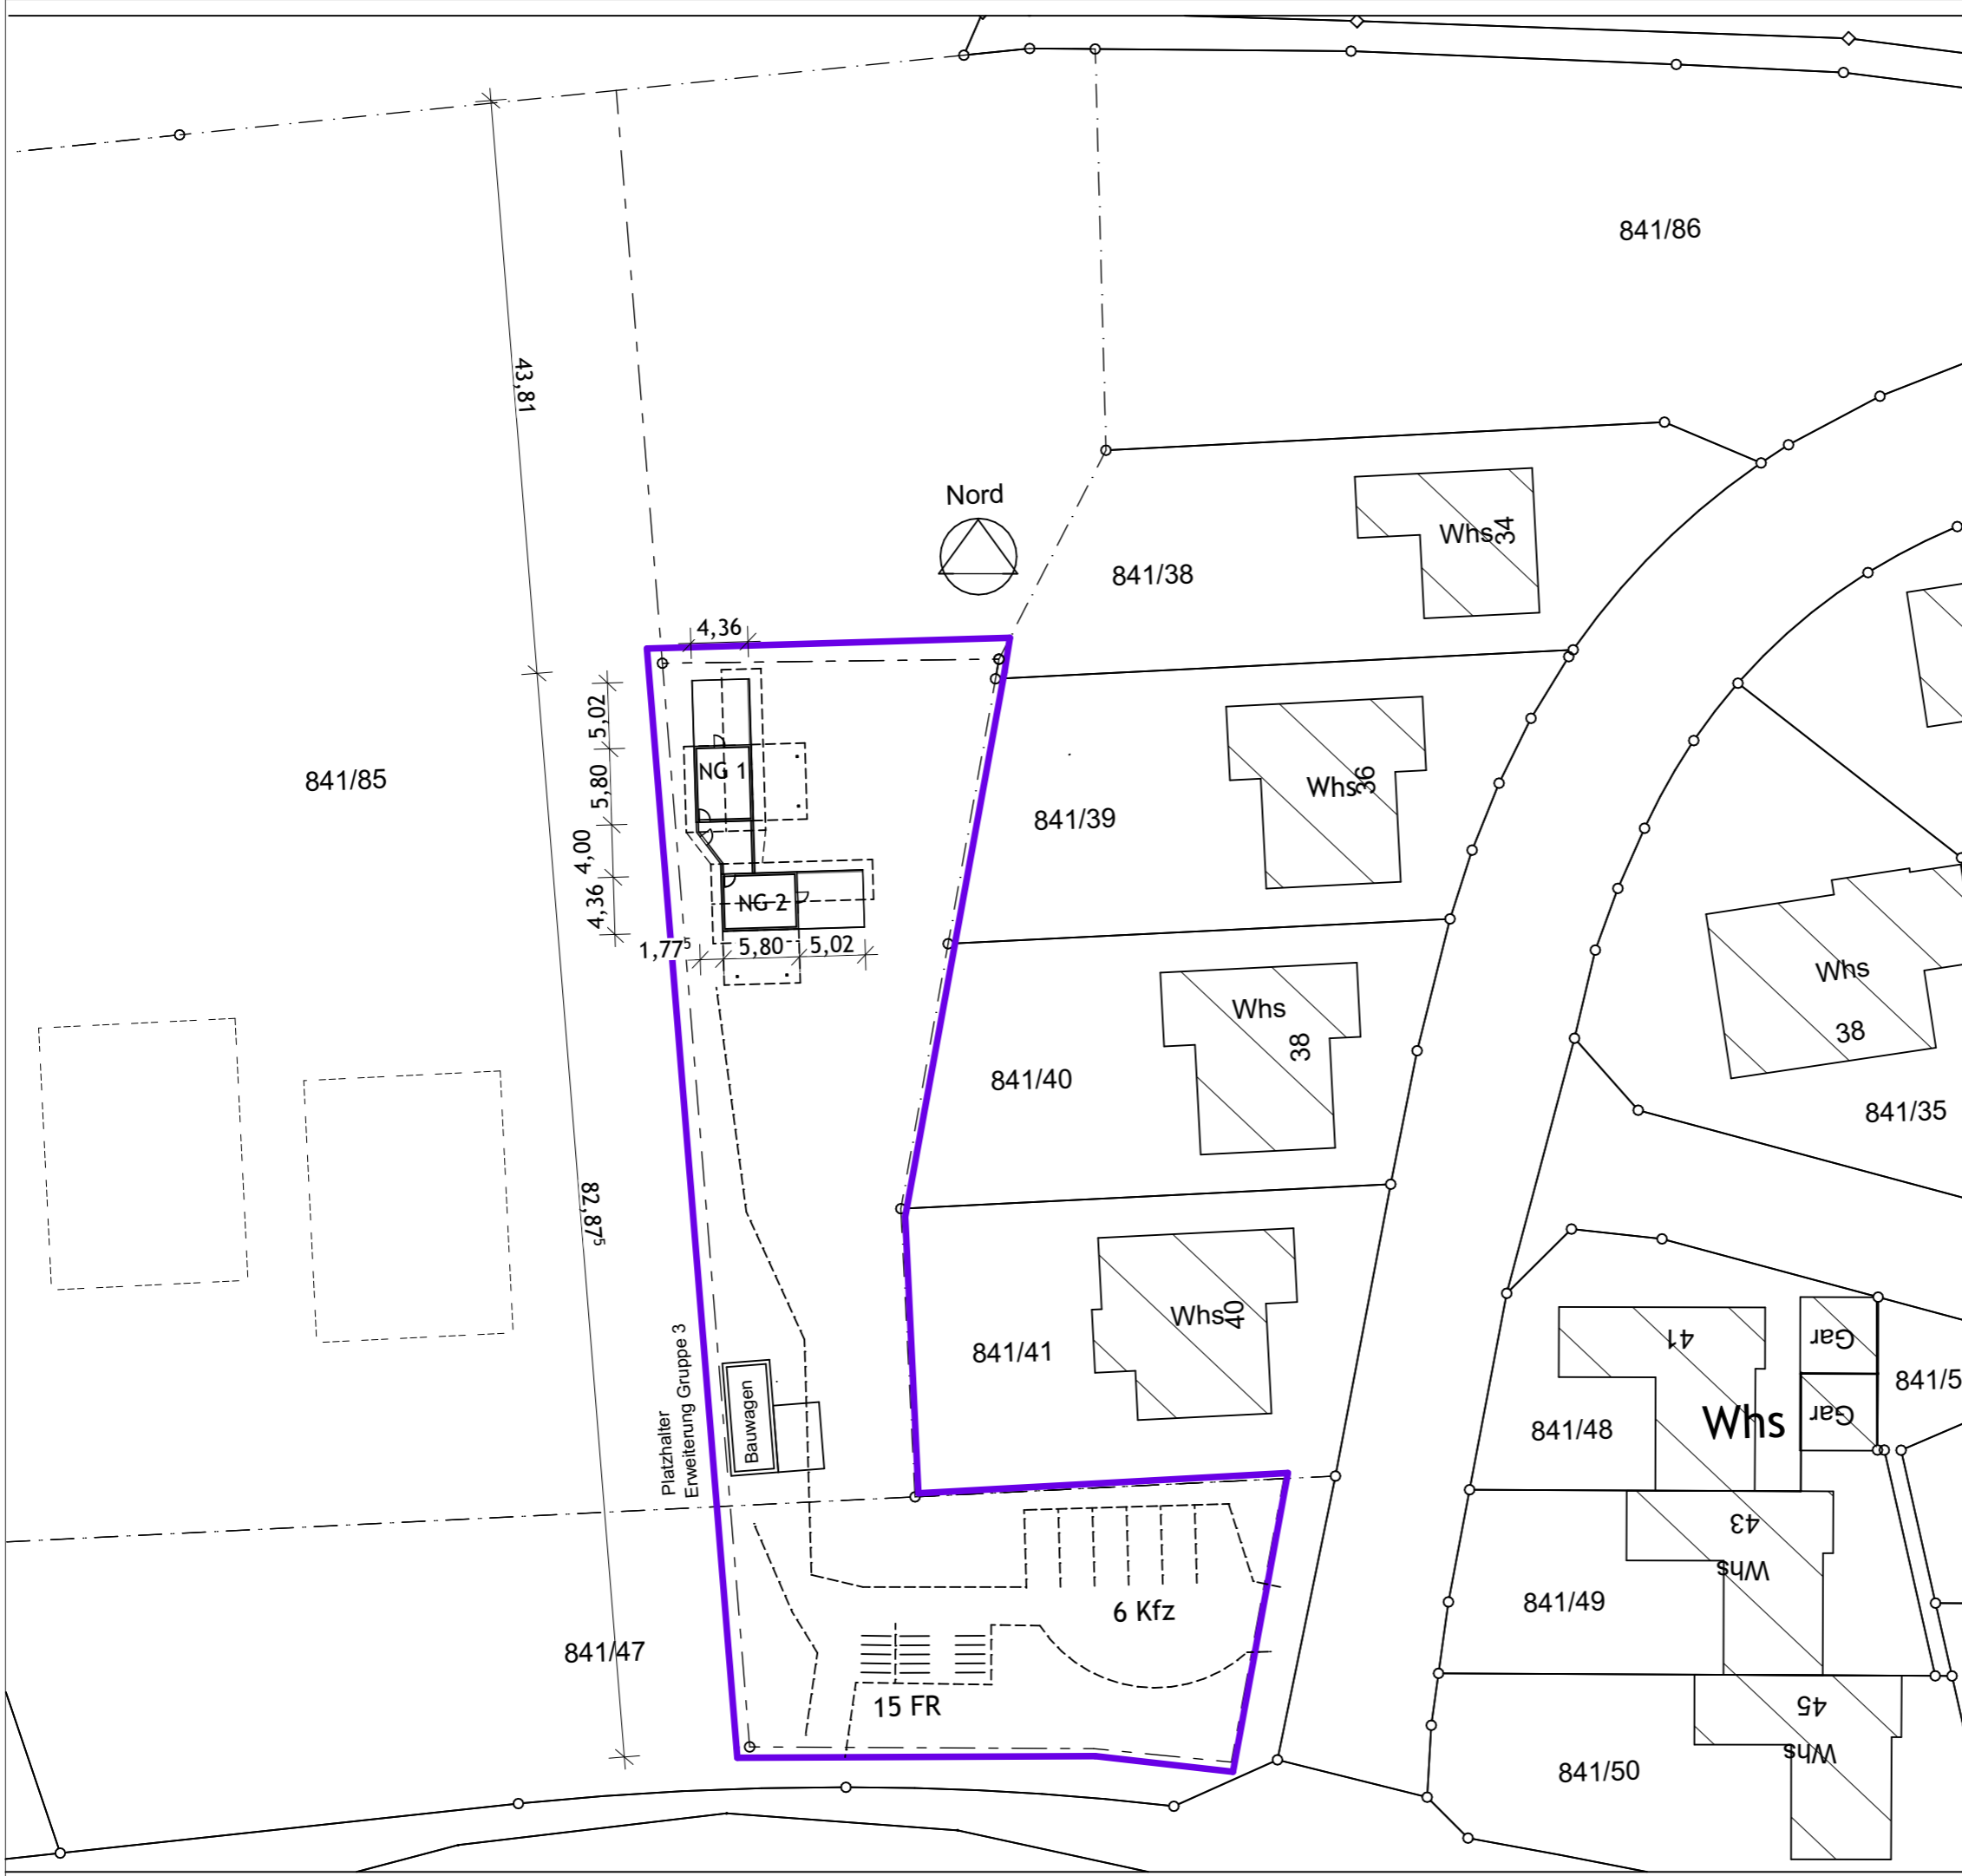 841/86
43,81
Nord
Whs
34
841/38
4,36
5,02
NG 1
5,80
841/85
Whs
36
841/39
4,00
4,36
NG 2
1,77⁵
5,80
5,02
Whs
38
Whs
38
841/40
841/35
82,87⁵
Whs
40
841/41
Platzhalter
Erweiterung Gruppe 3
Bauwagen
41
Gar
841/5
Gar
Whs
841/48
43
Whs
841/49
6 Kfz
841/47
15 FR
45
Whs
841/50